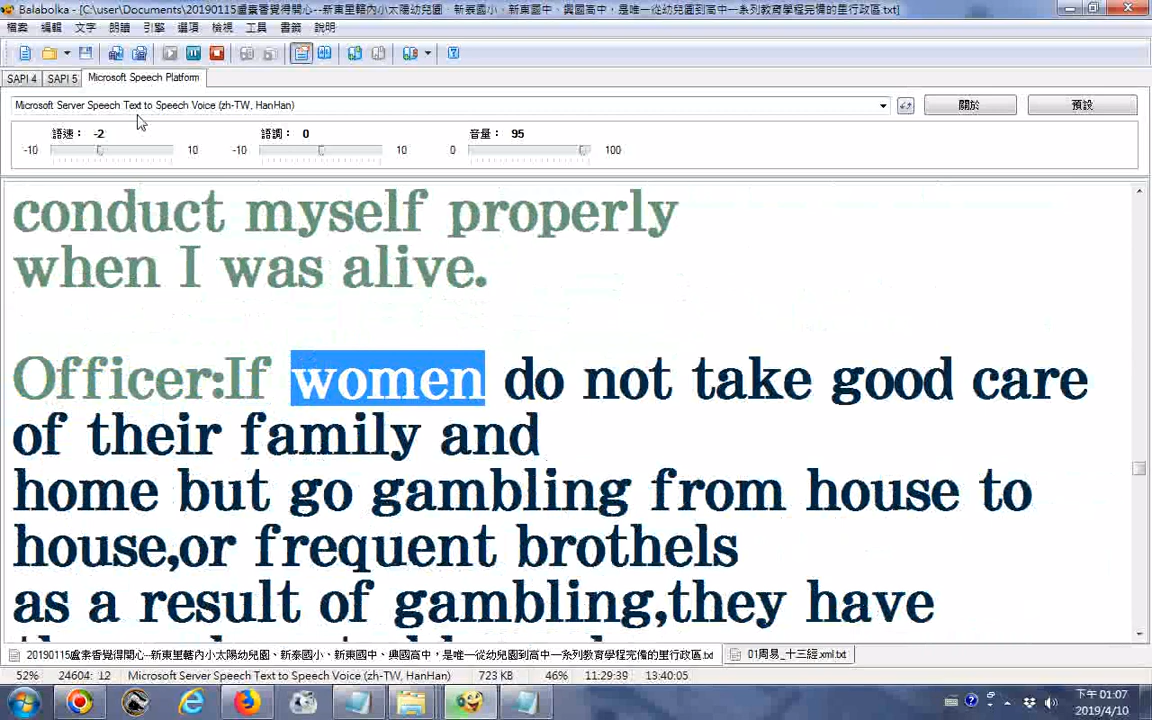 Balabolka - [C:\user\Documents\20190115盧素香覺得開心--新東里轄內小太陽幼兒園、新泰國小、新東國中、興國高中，是唯一從幼兒園到高中一系列教育學程完備的里行政區.txt]
檔案 編輯 文字 朗讀 引擎 選項 檢視 工具 書籤 說明
SAPI 4 SAPI 5 Microsoft Speech Platform
Microsoft Server Speech Text to Speech Voice (zh-TW, HanHan) 關於 預設
語速： -2 語調： 0 音量： 95
-10 10 -10 10 0 100
conduct myself properly
when I was alive.
Officer:If women do not take good care
of their family and
home but go gambling from house to
house,or frequent brothels
as a result of gambling,they have
20190115盧素香覺得開心--新東里轄內小太陽幼兒園、新泰國小、新東國中、興國高中，是唯一從幼兒園到高中一系列教育學程完備的里行政區.txt 01周易_十三經.xml.txt
52% 24604: 12 Microsoft Server Speech Text to Speech Voice (zh-TW, HanHan) 723 KB 46% 11:29:39 13:40:05
下午 01:07
2019/4/10